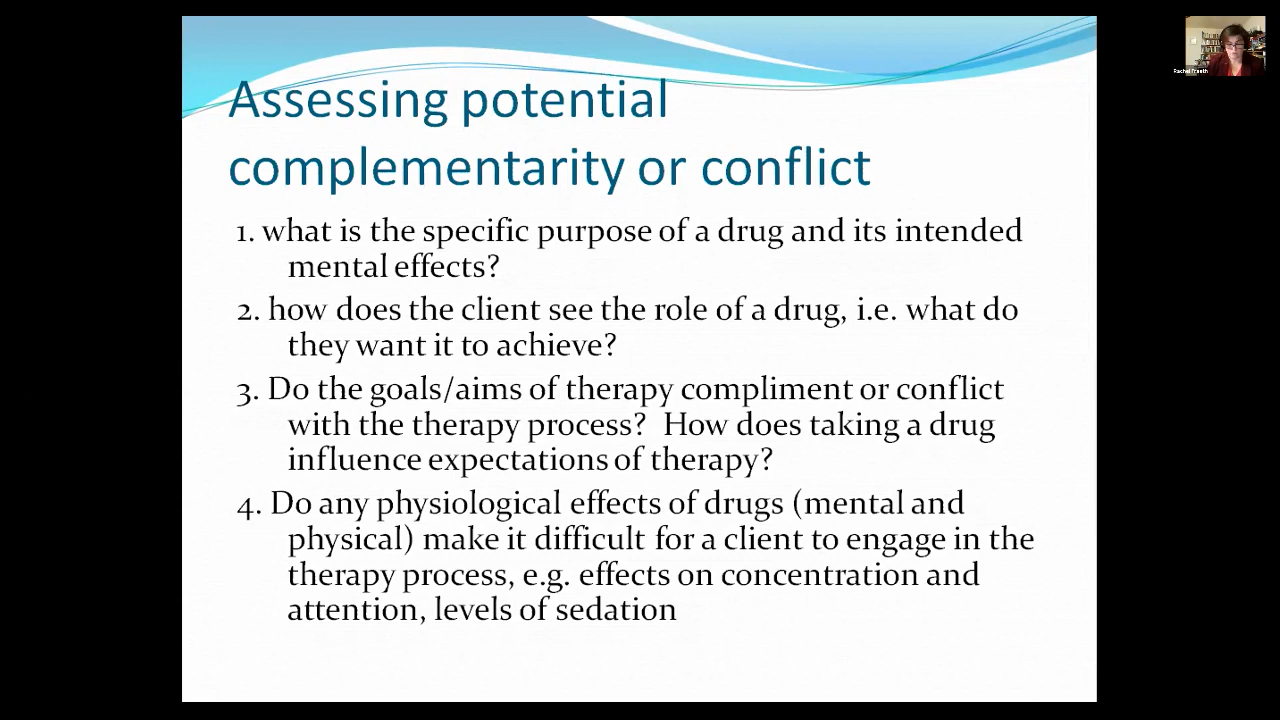 Assessing potential
complementarity or conflict
1. what is the specific purpose of a drug and its intended
mental effects?
2. how does the client see the role of a drug, i.e. what do
they want it to achieve?
3. Do the goals/aims of therapy compliment or conflict
with the therapy process? How does taking a drug
influence expectations of therapy?
4. Do any physiological effects of drugs (mental and
physical) make it difficult for a client to engage in the
therapy process, e.g. effects on concentration and
attention, levels of sedation
Rachel Freeth